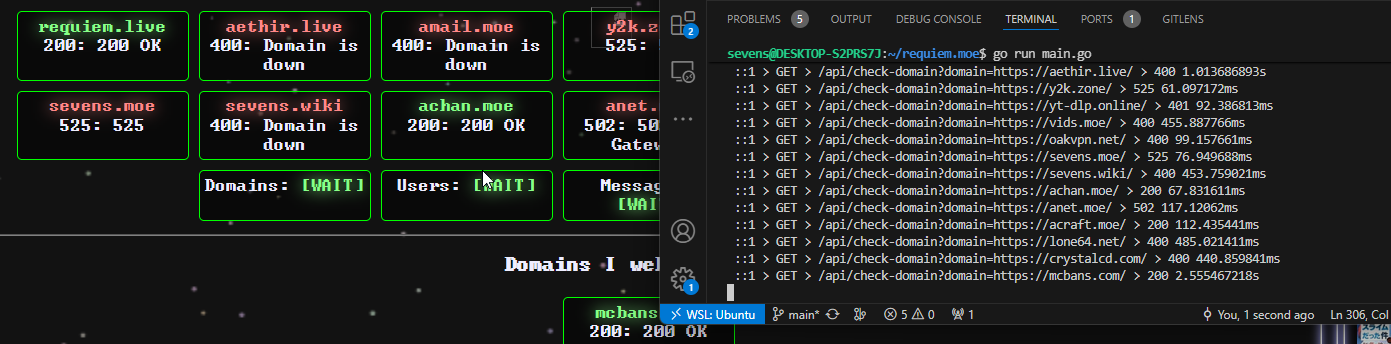 requiem.live
200: 200 OK
aethir.live
400: Domain is
down
amail.moe
400: Domain is
down
y2k.z
525:
sevens.moe
525: 525
sevens.wiki
400: Domain is
down
achan.moe
200: 200 OK
anet.
502: 50
Gatew
Domains: [WAIT]
Users: [WAIT]
Messag
[WAI
Domains I wel
mcbans
200: 200 OK
2
1
PROBLEMS 5 OUTPUT DEBUG CONSOLE TERMINAL PORTS 1 GITLENS
sevens@DESKTOP-S2PRS7J:~/requiem.moe$ go run main.go
::1 > GET > /api/check-domain?domain=https://aethir.live/ > 400 1.013686893s
::1 > GET > /api/check-domain?domain=https://y2k.zone/ > 525 61.097172ms
::1 > GET > /api/check-domain?domain=https://yt-dlp.online/ > 401 92.386813ms
::1 > GET > /api/check-domain?domain=https://vids.moe/ > 400 455.887766ms
::1 > GET > /api/check-domain?domain=https://oakvpn.net/ > 400 99.157661ms
::1 > GET > /api/check-domain?domain=https://sevens.moe/ > 525 76.949688ms
::1 > GET > /api/check-domain?domain=https://sevens.wiki/ > 400 453.759021ms
::1 > GET > /api/check-domain?domain=https://achan.moe/ > 200 67.831611ms
::1 > GET > /api/check-domain?domain=https://anet.moe/ > 502 117.12062ms
::1 > GET > /api/check-domain?domain=https://acraft.moe/ > 200 112.435441ms
::1 > GET > /api/check-domain?domain=https://lone64.net/ > 400 485.021411ms
::1 > GET > /api/check-domain?domain=https://crystalcd.com/ > 400 440.859841ms
::1 > GET > /api/check-domain?domain=https://mcbans.com/ > 200 2.555467218s
WSL: Ubuntu main* 5 0 1 You, 1 second ago Ln 306, Col
スライム
だった件